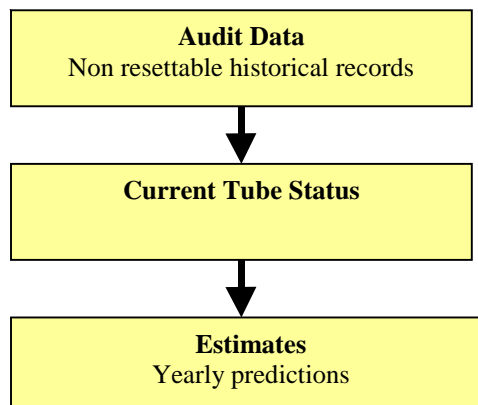 Audit Data
Non resettable historical records
Current Tube Status
Estimates
Yearly predictions